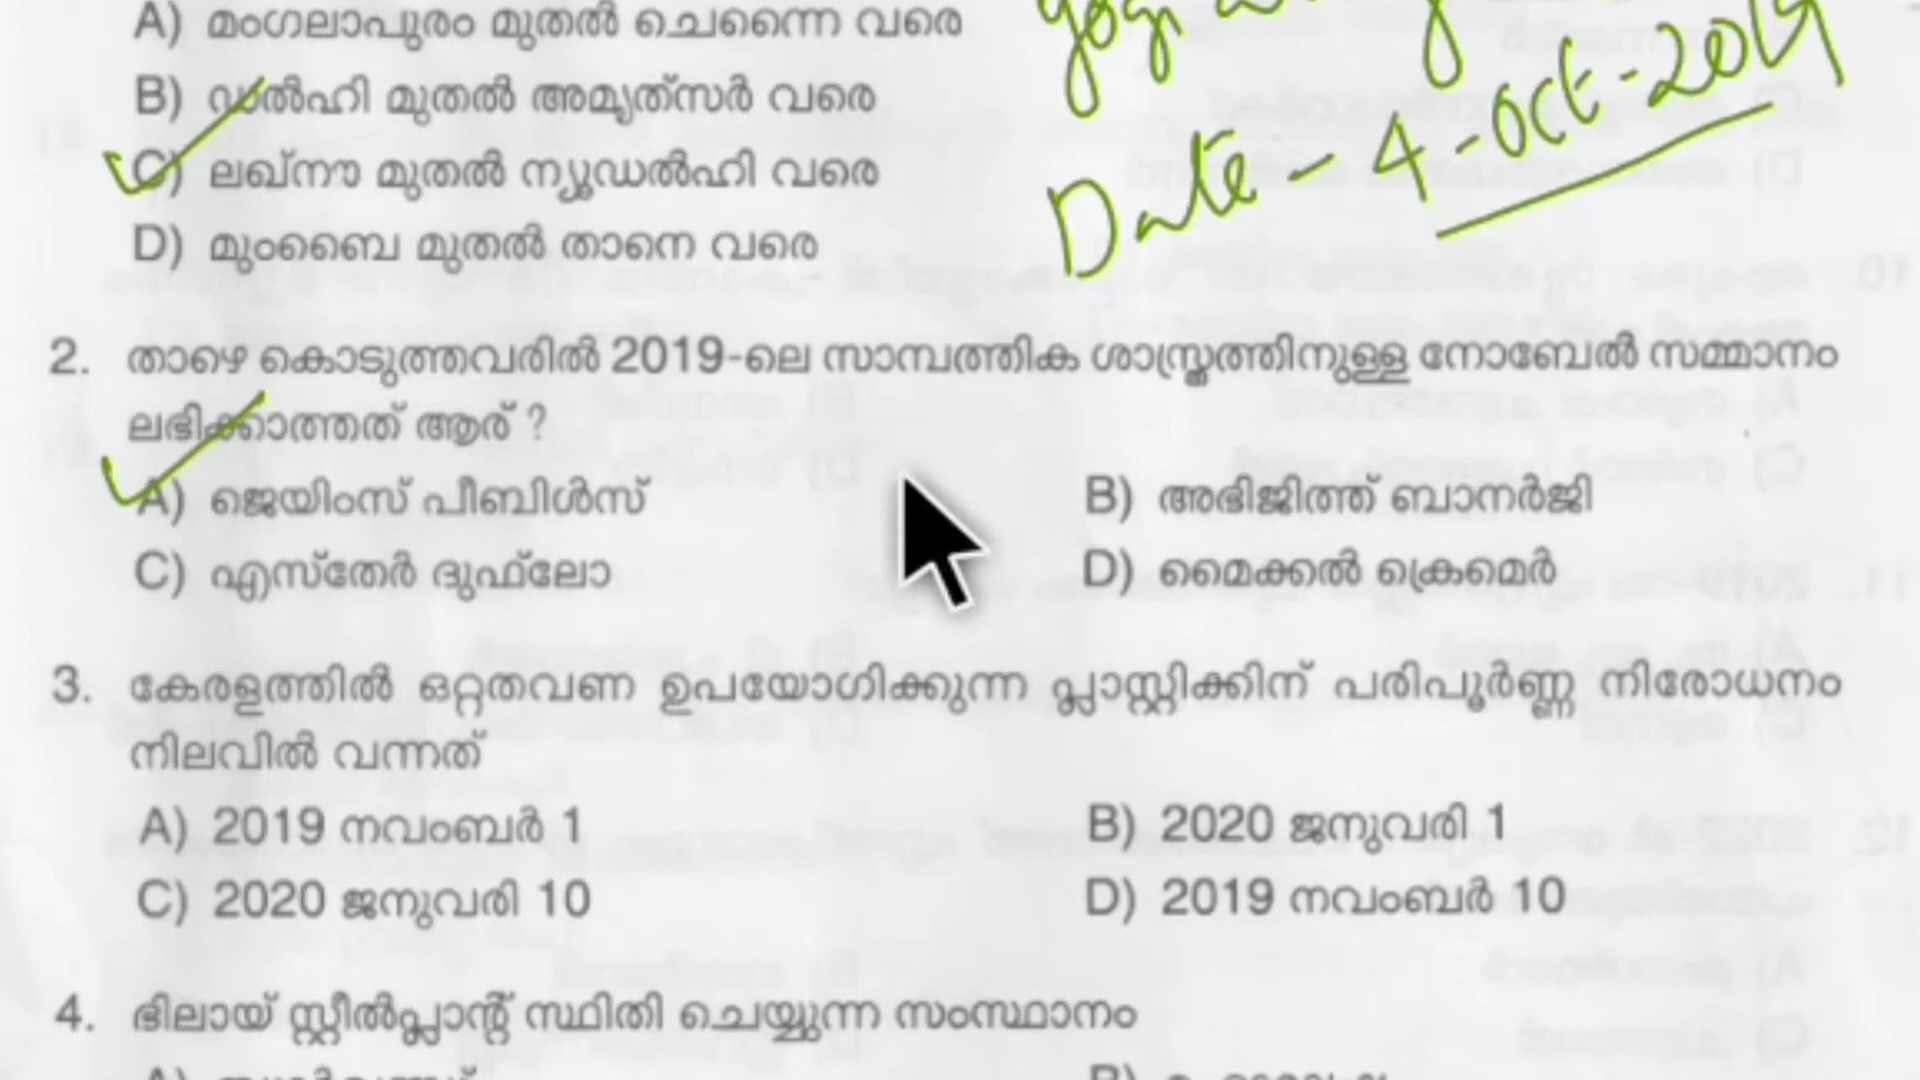 A) മംഗലാപുരം മുതൽ ചെന്നൈ വരെ
B) ഡൽഹി മുതൽ അമൃത്‌സർ വരെ
C) ലഖ്‌നൗ മുതൽ ന്യൂഡൽഹി വരെ
D) മുംബൈ മുതൽ താനെ വരെ
Date - 4 - Oct - 2019
2. താഴെ കൊടുത്തവരിൽ 2019-ലെ സാമ്പത്തിക ശാസ്ത്രത്തിനുള്ള നോബേൽ സമ്മാനം
ലഭിക്കാത്തത് ആര് ?
A) ജെയിംസ് പീബിൾസ് B) അഭിജിത്ത് ബാനർജി
C) എസ്‌തേർ ദുഫ്‌ലോ D) മൈക്കൽ ക്രെമെർ
3. കേരളത്തിൽ ഒറ്റതവണ ഉപയോഗിക്കുന്ന പ്ലാസ്റ്റിക്കിന് പരിപൂർണ്ണ നിരോധനം
നിലവിൽ വന്നത്
A) 2019 നവംബർ 1 B) 2020 ജനുവരി 1
C) 2020 ജനുവരി 10 D) 2019 നവംബർ 10
4. ഭിലായ് സ്റ്റീൽപ്ലാന്റ് സ്ഥിതി ചെയ്യുന്ന സംസ്ഥാനം